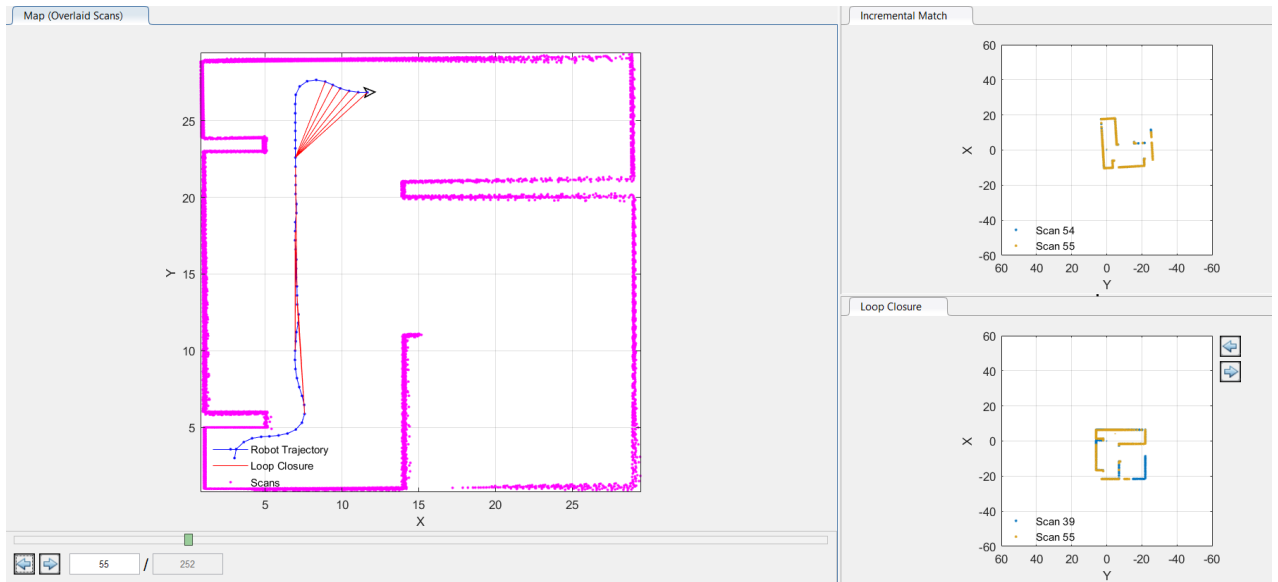 Map (Overlaid Scans)
25
20
15
10
5
Y
5
10
15
20
25
X
Robot Trajectory
Loop Closure
Scans
55
/
252
Incremental Match
60
40
20
0
-20
-40
-60
X
Scan 54
Scan 55
60
40
20
0
-20
-40
-60
Y
Loop Closure
60
40
20
0
-20
-40
-60
X
Scan 39
Scan 55
60
40
20
0
-20
-40
-60
Y